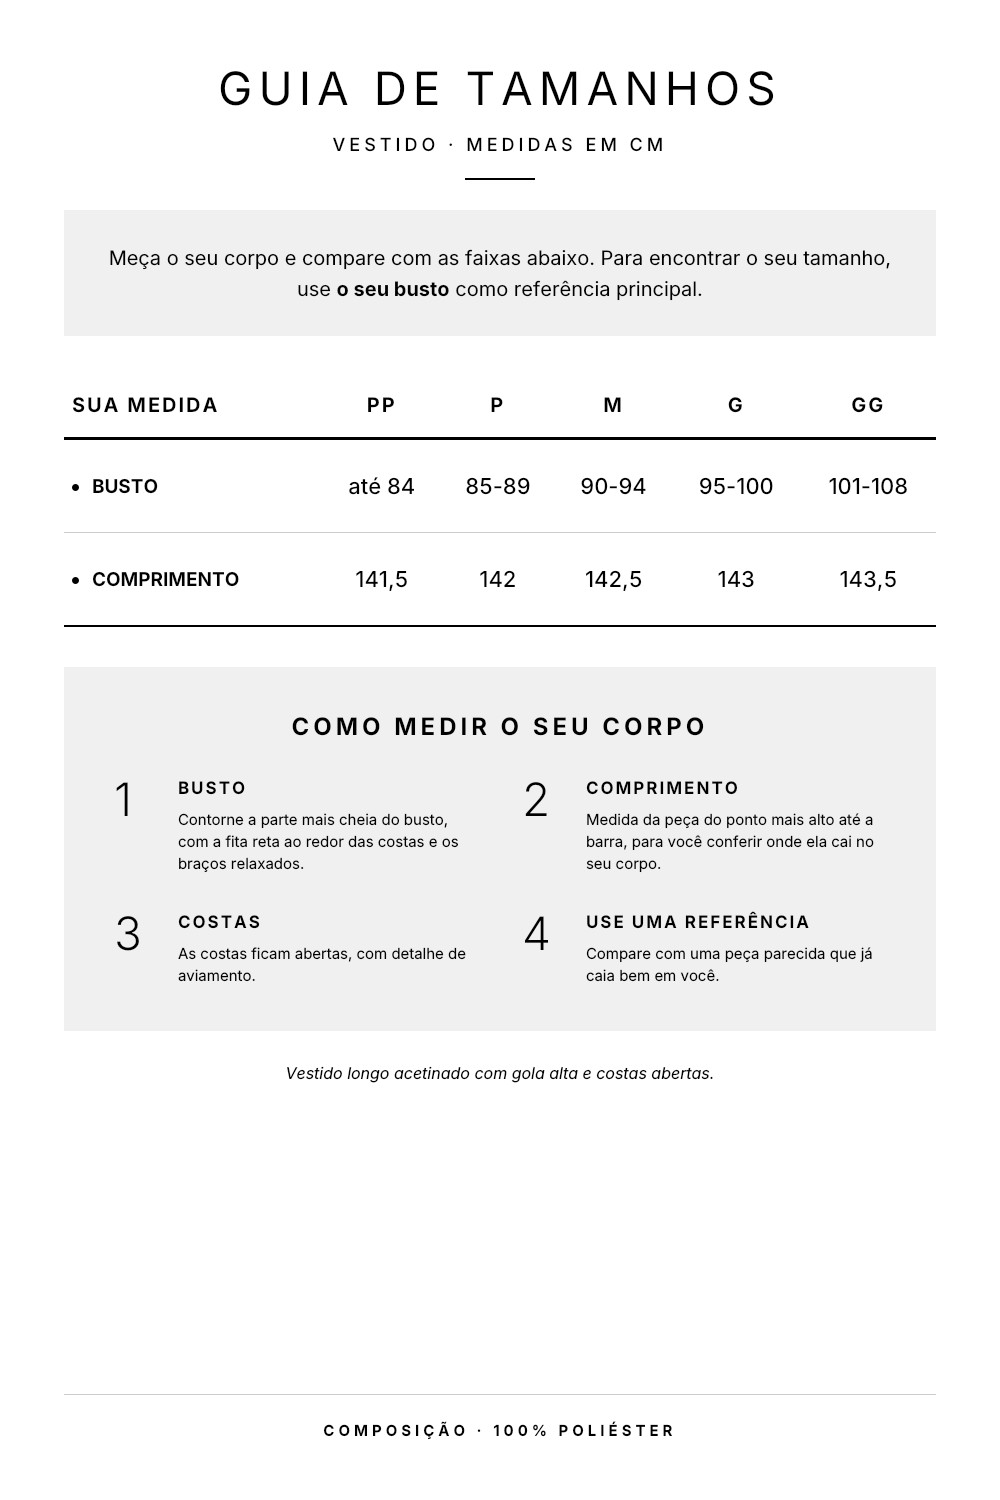 GUIA DE TAMANHOS
VESTIDO · MEDIDAS EM CM
Meça o seu corpo e compare com as faixas abaixo. Para encontrar o seu tamanho,
use o seu busto como referência principal.
SUA MEDIDA PP P M G GG
• BUSTO até 84 85-89 90-94 95-100 101-108
• COMPRIMENTO 141,5 142 142,5 143 143,5
COMO MEDIR O SEU CORPO
1 BUSTO
Contorne a parte mais cheia do busto,
com a fita reta ao redor das costas e os
braços relaxados.
2 COMPRIMENTO
Medida da peça do ponto mais alto até a
barra, para você conferir onde ela cai no
seu corpo.
3 COSTAS
As costas ficam abertas, com detalhe de
aviamento.
4 USE UMA REFERÊNCIA
Compare com uma peça parecida que já
caia bem em você.
Vestido longo acetinado com gola alta e costas abertas.
COMPOSIÇÃO · 100% POLIÉSTER